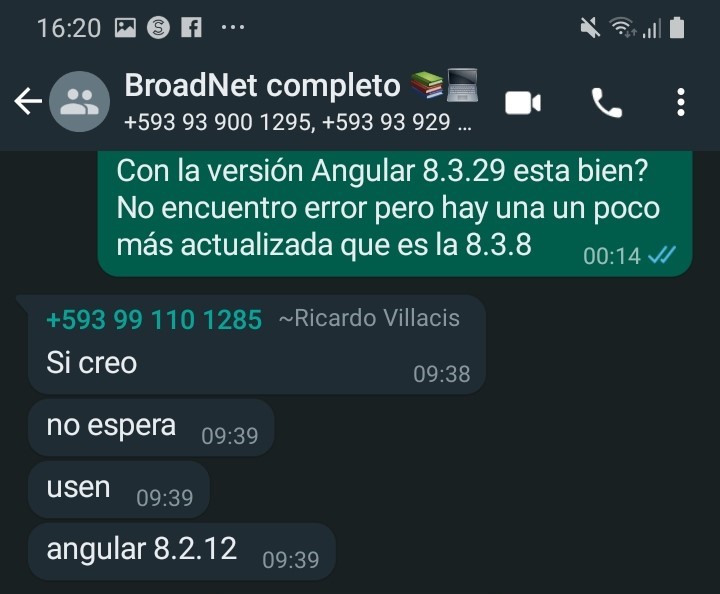 16:20
BroadNet completo
+593 93 900 1295, +593 93 929 ...
Con la versión Angular 8.3.29 esta bien?
No encuentro error pero hay una un poco
más actualizada que es la 8.3.8
00:14
+593 99 110 1285 ~Ricardo Villacis
Si creo
09:38
no espera 09:39
usen 09:39
angular 8.2.12 09:39